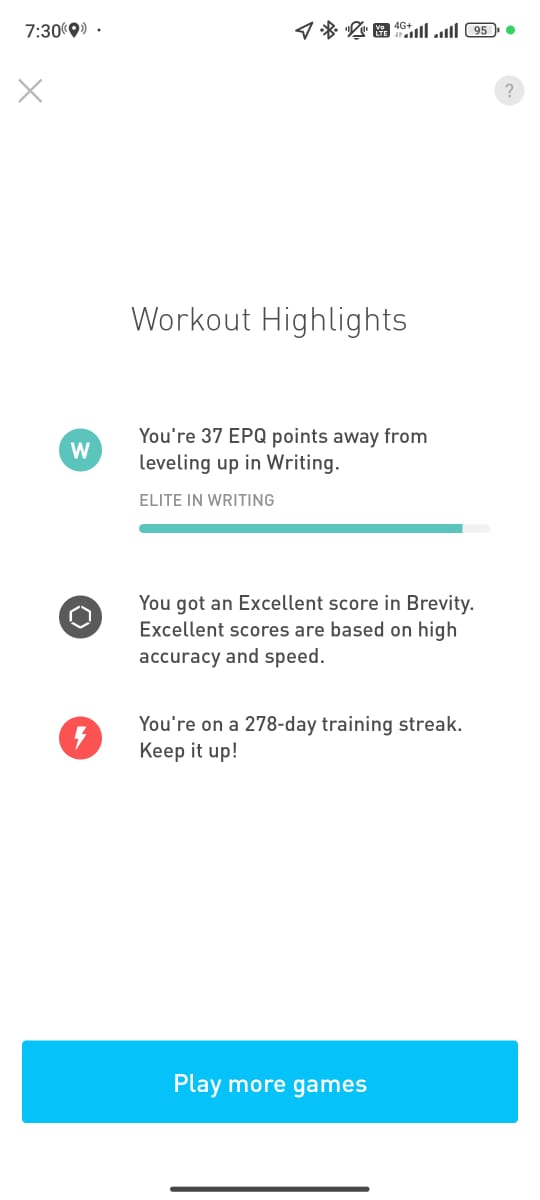 7:30
Vo LTE 4G+ 95
?
Workout Highlights
W
You're 37 EPQ points away from
leveling up in Writing.
ELITE IN WRITING
You got an Excellent score in Brevity.
Excellent scores are based on high
accuracy and speed.
You're on a 278-day training streak.
Keep it up!
Play more games